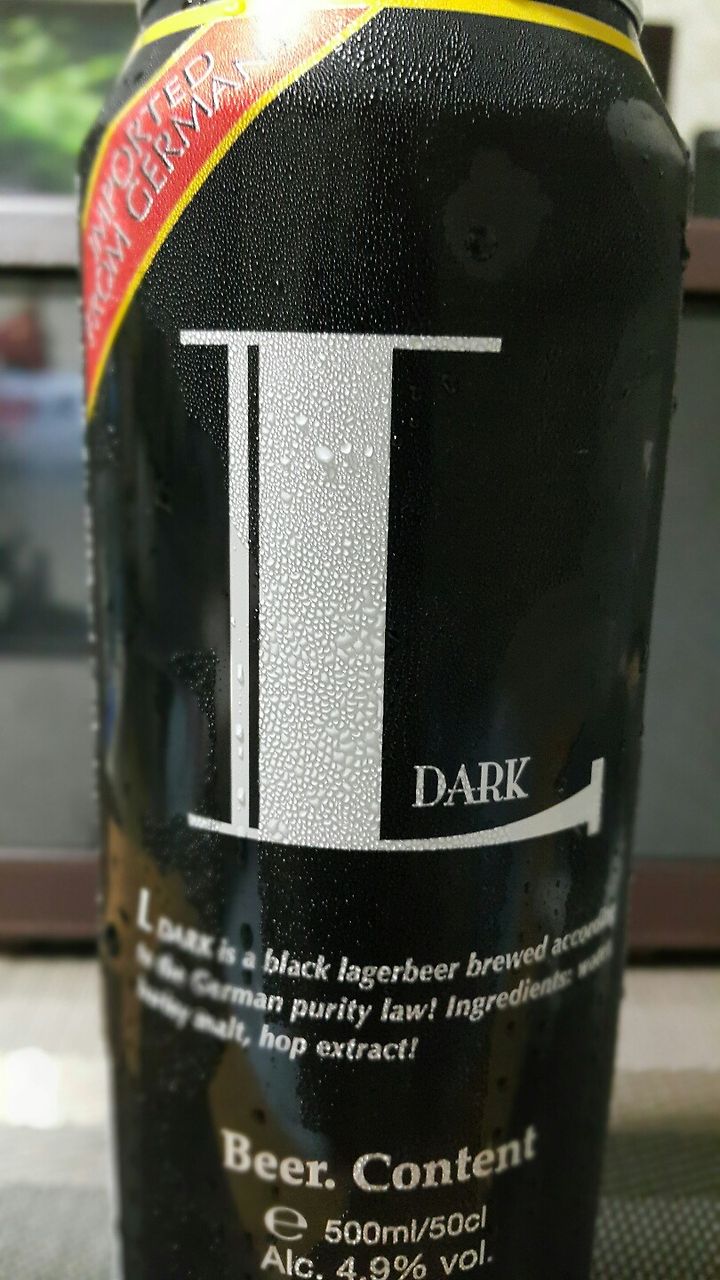 IMPORTED
FROM GERMANY
L
DARK
L DARK is a black lagerbeer brewed according
to the German purity law! Ingredients: water,
barley malt, hop extract!
Beer. Content
℮ 500ml/50cl
Alc. 4.9% vol.